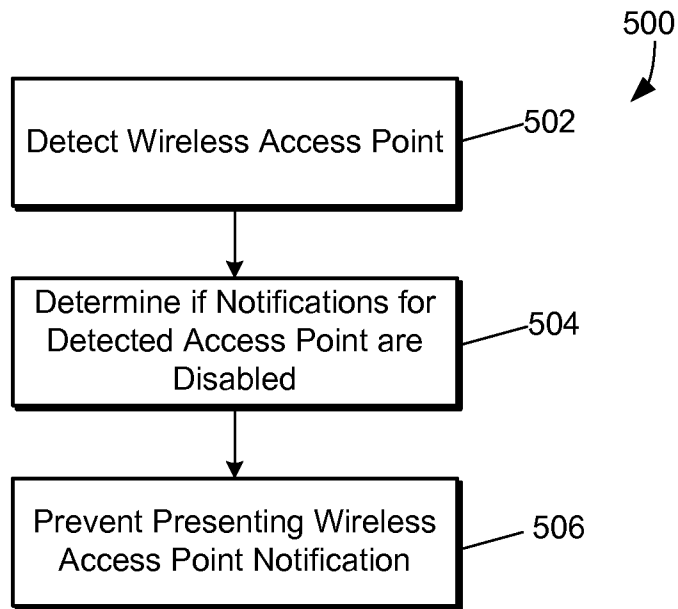 500
Detect Wireless Access Point
502
Determine if Notifications for
Detected Access Point are
Disabled
504
Prevent Presenting Wireless
Access Point Notification
506